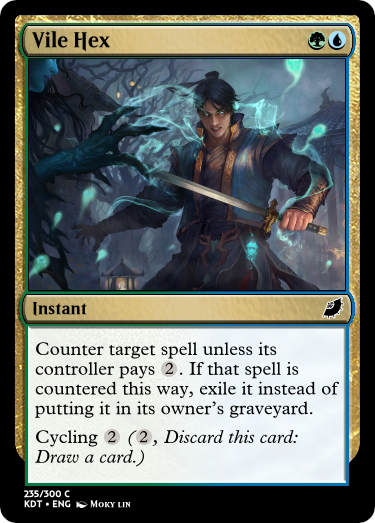 Vile Hex
Instant
Counter target spell unless its
controller pays 2. If that spell is
countered this way, exile it instead of
putting it in its owner's graveyard.
Cycling 2 (2, Discard this card:
Draw a card.)
235/300 C
KDT • ENG Moky lin